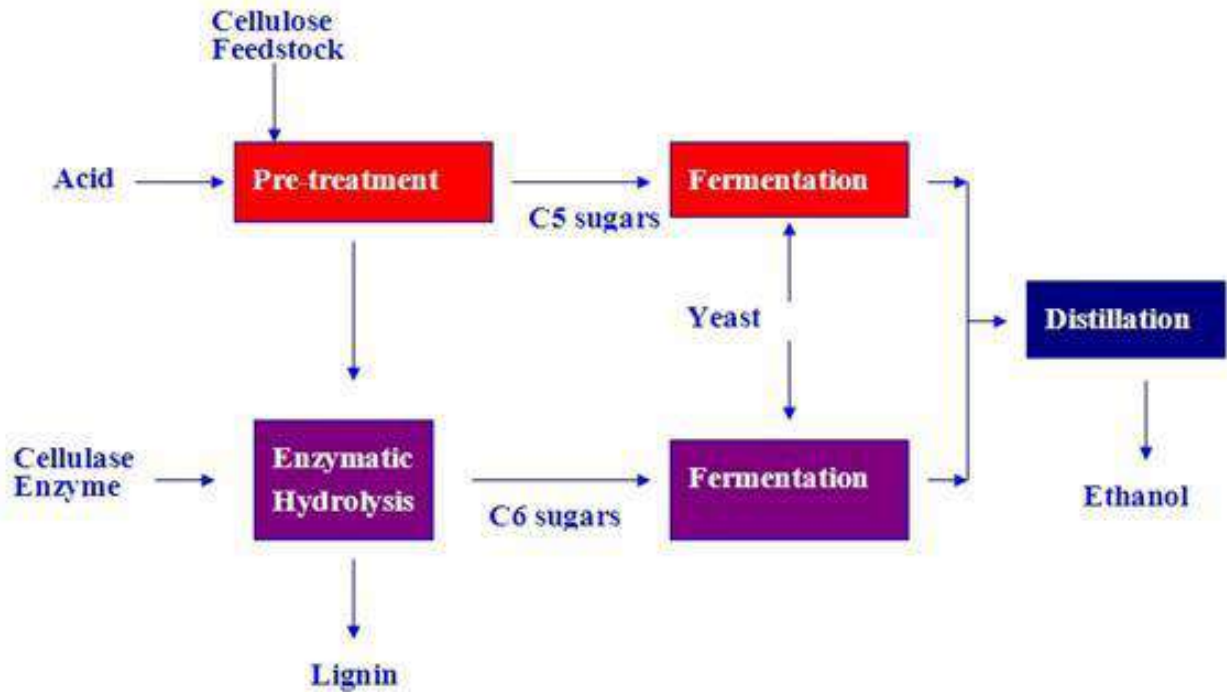 Cellulose
Feedstock
Acid
Pre-treatment
Fermentation
C5 sugars
Yeast
Distillation
Cellulase
Enzyme
Enzymatic
Hydrolysis
Fermentation
C6 sugars
Ethanol
Lignin